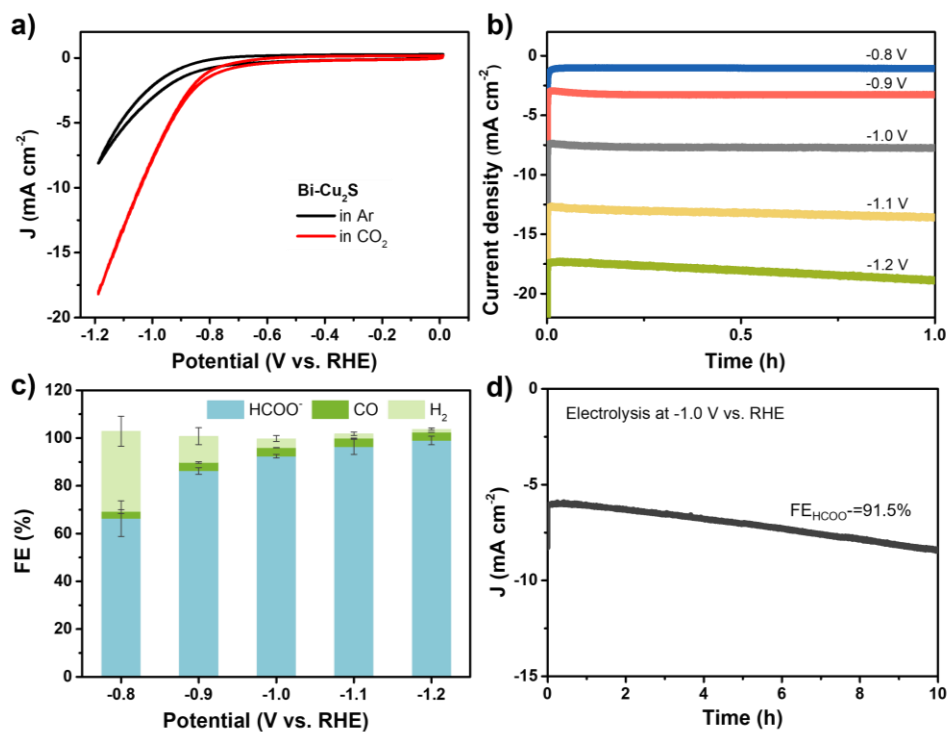 a)
0
-5
-10
-15
-20
J (mA cm⁻²)
Bi-Cu₂S
in Ar
in CO₂
-1.2 -1.0 -0.8 -0.6 -0.4 -0.2 0.0
Potential (V vs. RHE)
b)
0
-5
-10
-15
-20
Current density (mA cm⁻²)
-0.8 V
-0.9 V
-1.0 V
-1.1 V
-1.2 V
0.0 0.5 1.0
Time (h)
c)
120
100
80
60
40
20
0
FE (%)
HCOO⁻ CO H₂
-0.8 -0.9 -1.0 -1.1 -1.2
Potential (V vs. RHE)
d)
0
-5
-10
-15
J (mA cm⁻²)
Electrolysis at -1.0 V vs. RHE
FE_HCOO-=91.5%
0 2 4 6 8 10
Time (h)